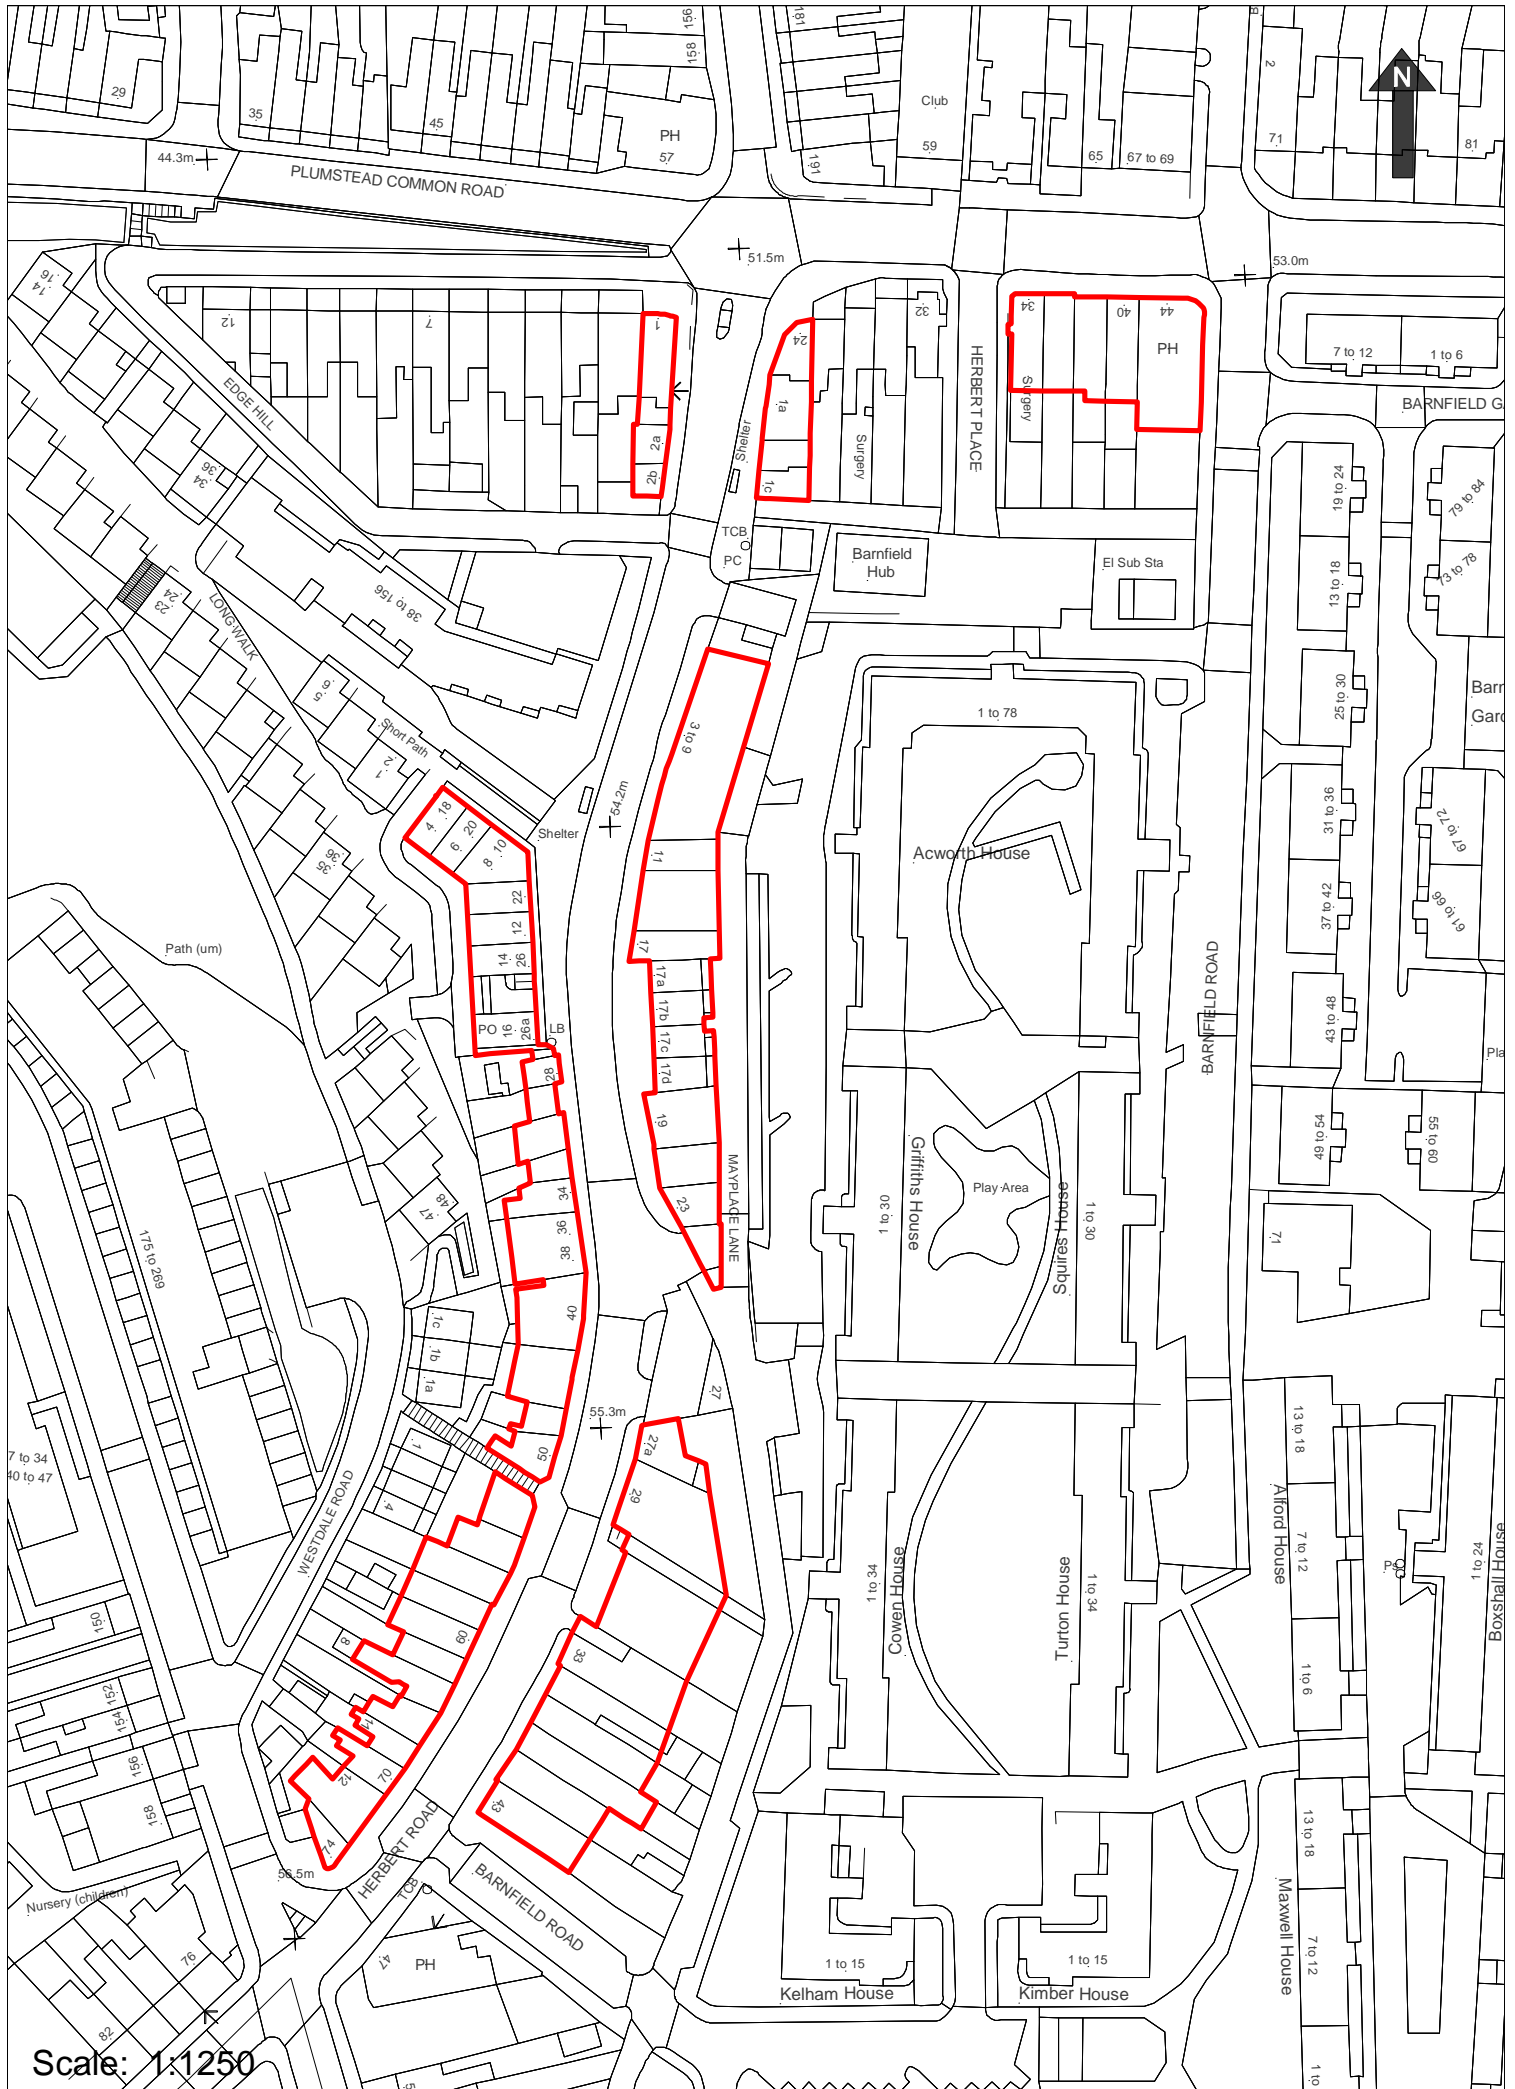 156
158
181
191
29
35
45
PH
57
Club
59
65
67 to 69
2
71
81
N
44.3m
PLUMSTEAD COMMON ROAD
51.5m
53.0m
14
16
12
7
1
2a
2b
EDGE HILL
24
1a
1c
Shelter
Surgery
32
HERBERT PLACE
34
40
44
PH
Surgery
7 to 12
1 to 6
BARNFIELD GA
36
34
19 to 24
79 to 84
TCB
PC
Barnfield
Hub
El Sub Sta
13 to 18
73 to 78
24
23
LONG WALK
38 to 156
6
5
Short Path
2
1
3 to 9
1 to 78
25 to 30
Barn
Gard
54.2m
Shelter
18
4
20
6
10
8
11
Acworth House
31 to 36
67 to 72
36
35
22
12
14
26
17
37 to 42
61 to 66
Path (um)
BARNFIELD ROAD
17a
17b
17c
17d
PO
16
26a
LB
28
43 to 48
Pla
19
MAYPLACE LANE
23
Griffiths House
1 to 30
Play Area
Squires House
1 to 30
49 to 54
55 to 60
34
36
38
48
47
175 to 269
71
40
1c
1b
1a
27
55.3m
50
27a
29
13 to 18
7 to 34
40 to 47
1
4
WESTDALE ROAD
Alford House
7 to 12
1 to 24
Boxshall House
1 to 34
Cowen House
Turton House
1 to 34
150
8
60
33
1 to 6
152
154
156
158
11
12
70
74
43
HERBERT ROAD
56.5m
TCB
BARNFIELD ROAD
13 to 18
Maxwell House
7 to 12
Nursery (children)
76
47
PH
1 to 15
Kelham House
1 to 15
Kimber House
82
Scale: 1:1250
1 to